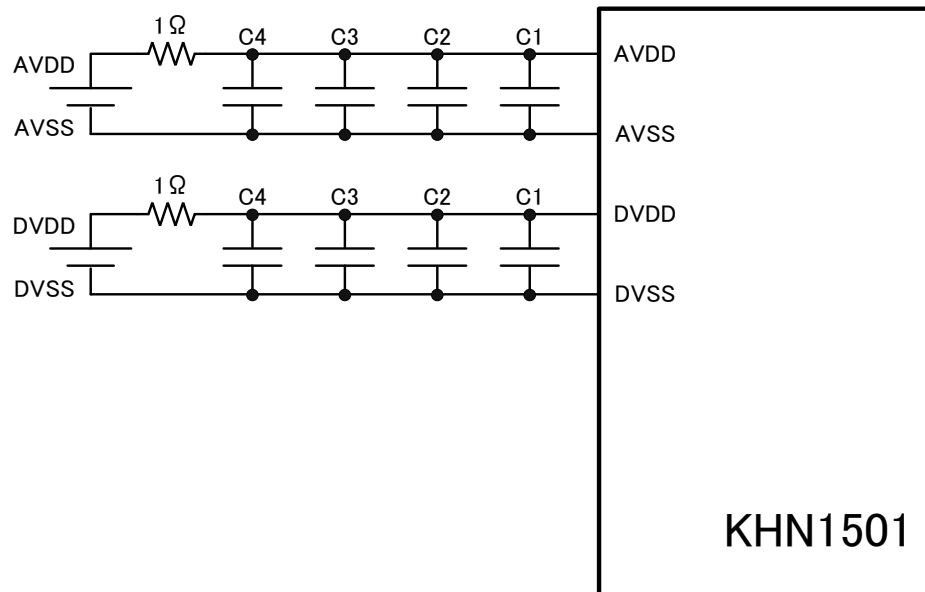 1Ω C4 C3 C2 C1
AVDD AVDD
AVSS AVSS
1Ω C4 C3 C2 C1
DVDD DVDD
DVSS DVSS
KHN1501